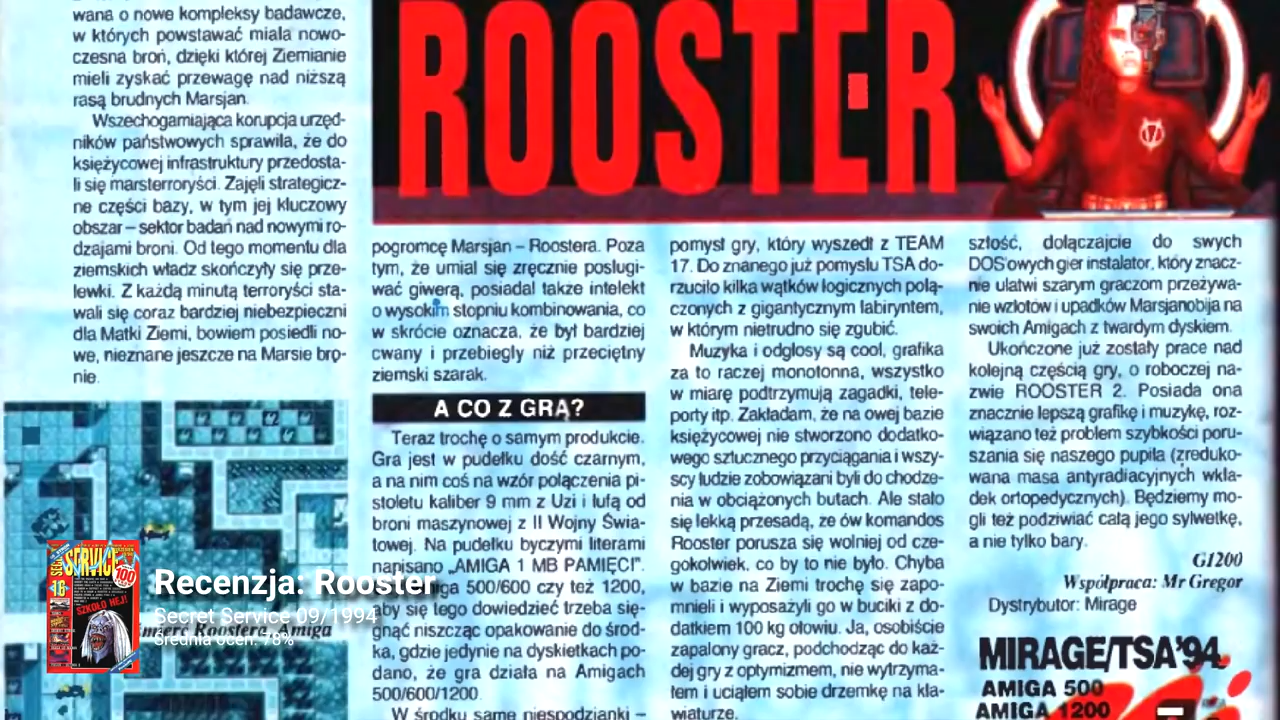 wana o nowe kompleksy badawcze,
w których powstawać miała nowo-
czesna broń, dzięki której Ziemianie
mieli zyskać przewagę nad niższą
rasą brudnych Marsjan.
Wszechogarniająca korupcja urzęd-
ników państwowych sprawiła, że do
księżycowej infrastruktury przedosta-
li się marsterroryści. Zajęli strategicz-
ne części bazy, w tym jej kluczowy
obszar – sektor badań nad nowymi ro-
dzajami broni. Od tego momentu dla
ziemskich władz skończyły się prze-
lewki. Z każdą minutą terroryści sta-
wali się coraz bardziej niebezpieczni
dla Matki Ziemi, bowiem posiedli no-
we, nieznane jeszcze na Marsie bro-
nie.
ROOSTER
pogromcę Marsjan – Roostera. Poza
tym, że umiał się zręcznie posługi-
wać giwerą, posiadał także intelekt
o wysokim stopniu kombinowania, co
w skrócie oznacza, że był bardziej
cwany i przebiegły niż przeciętny
ziemski szarak.
A CO Z GRĄ?
Teraz trochę o samym produkcie.
Gra jest w pudełku dość czarnym,
a na nim coś na wzór połączenia pi-
stoletu kaliber 9 mm z Uzi i lufą od
broni maszynowej z II Wojny Świa-
towej. Na pudełku byczymi literami
napisano „AMIGA 1 MB PAMIĘCI".
500/600 czy też 1200,
aby się tego dowiedzieć trzeba się-
gnąć niszcząc opakowanie do środ-
ka, gdzie jedynie na dyskietkach po-
dano, że gra działa na Amigach
500/600/1200.
W środku same niespodzianki –
pomysł gry, który wyszedł z TEAM
17. Do znanego już pomysłu TSA do-
rzuciło kilka wątków logicznych połą-
czonych z gigantycznym labiryntem,
w którym nietrudno się zgubić.
Muzyka i odgłosy są cool, grafika
za to raczej monotonna, wszystko
w miarę podtrzymują zagadki, tele-
porty itp. Zakładam, że na owej bazie
księżycowej nie stworzono dodatko-
wego sztucznego przyciągania i wszy-
scy ludzie zobowiązani byli do chodze-
nia w obciążonych butach. Ale stało
się lekką przesadą, że ów komandos
Rooster porusza się wolniej od cze-
gokolwiek, co by to nie było. Chyba
w bazie na Ziemi trochę się zapo-
mnieli i wyposażyli go w buciki z do-
datkiem 100 kg ołowiu. Ja, osobiście
zapalony gracz, podchodząc do każ-
dej gry z optymizmem, nie wytrzyma-
łem i uciąłem sobie drzemkę na kla-
wiaturze.
szłość, dołączajcie do swych
DOS'owych gier instalator, który znacz-
nie ułatwi szarym graczom przeżywa-
nie wzlotów i upadków Marsjanobija na
swoich Amigach z twardym dyskiem.
Ukończone już zostały prace nad
kolejną częścią gry, o roboczej na-
zwie ROOSTER 2. Posiada ona
znacznie lepszą grafikę i muzykę, roz-
wiązano też problem szybkości poru-
szania się naszego pupila (zreduko-
wana masa antyradiacyjnych wkła-
dek ortopedycznych). Będziemy mo-
gli też podziwiać całą jego sylwetkę,
a nie tylko bary.
G1200
Współpraca: Mr Gregor
Dystrybutor: Mirage
MIRAGE/TSA'94
AMIGA 500
AMIGA 1200
SERVICE
100
SZKOŁO HEJ!
Recenzja: Rooster
Secret Service 09/1994
Średnia ocen: 78%
Roostera, Amiga